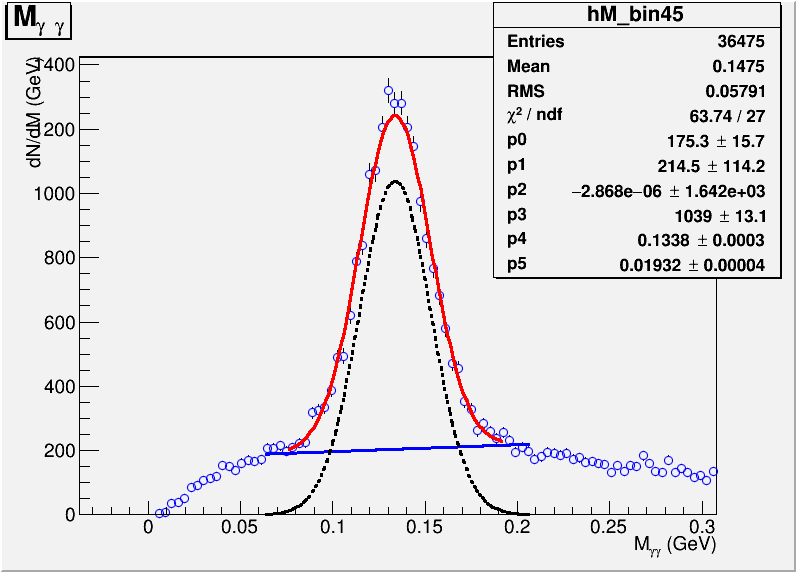 M γ γ
hM_bin45
Entries 36475
Mean 0.1475
RMS 0.05791
χ² / ndf 63.74 / 27
p0 175.3 ± 15.7
p1 214.5 ± 114.2
p2 −2.868e−06 ± 1.642e+03
p3 1039 ± 13.1
p4 0.1338 ± 0.0003
p5 0.01932 ± 0.00004
dN/dM (GeV)
1400
1200
1000
800
600
400
200
0
0 0.05 0.1 0.15 0.2 0.25 0.3
M γγ (GeV)